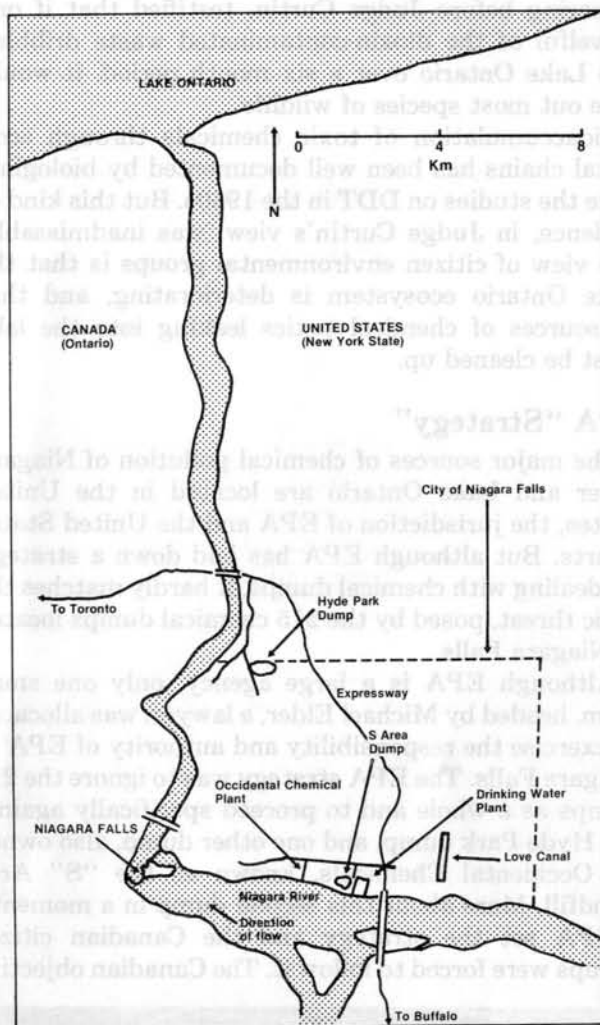 LAKE ONTARIO
0 4 8
Km
N
CANADA
(Ontario)
UNITED STATES
(New York State)
City of Niagara Falls
To Toronto
Hyde Park
Dump
Expressway
S Area
Dump
Occidental Chemical
Plant
Drinking Water
Plant
NIAGARA FALLS
Love Canal
Niagara River
Direction
of flow
To Buffalo